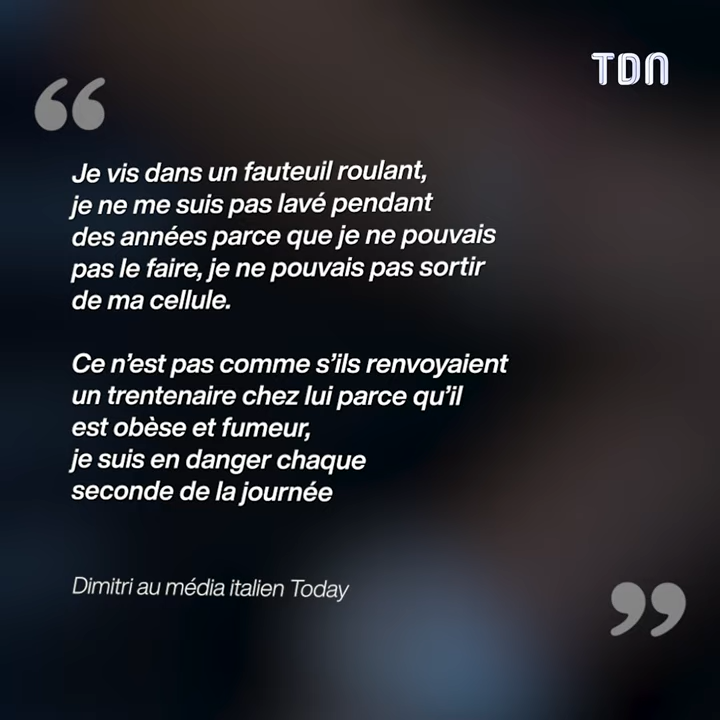 TDN
“
Je vis dans un fauteuil roulant,
je ne me suis pas lavé pendant
des années parce que je ne pouvais
pas le faire, je ne pouvais pas sortir
de ma cellule.
Ce n’est pas comme s’ils renvoyaient
un trentenaire chez lui parce qu’il
est obèse et fumeur,
je suis en danger chaque
seconde de la journée
Dimitri au média italien Today
”